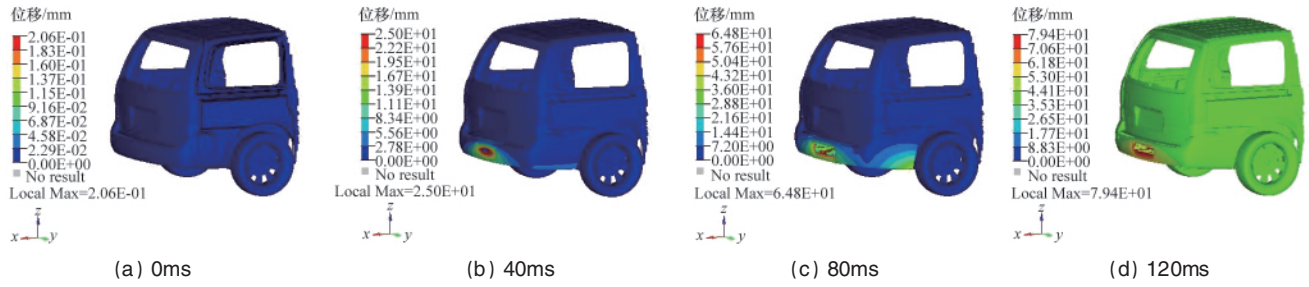 位移/mm
2.06E-01
1.83E-01
1.60E-01
1.37E-01
1.15E-01
9.16E-02
6.87E-02
4.58E-02
2.29E-02
0.00E+00
No result
Local Max=2.06E-01
z
x
y
(a) 0ms
位移/mm
2.50E+01
2.22E+01
1.95E+01
1.67E+01
1.39E+01
1.11E+01
8.34E+00
5.56E+00
2.78E+00
0.00E+00
No result
Local Max=2.50E+01
z
x
y
(b) 40ms
位移/mm
6.48E+01
5.76E+01
5.04E+01
4.32E+01
3.60E+01
2.88E+01
2.16E+01
1.44E+01
7.20E+00
0.00E+00
No result
Local Max=6.48E+01
z
x
y
(c) 80ms
位移/mm
7.94E+01
7.06E+01
6.18E+01
5.30E+01
4.41E+01
3.53E+01
2.65E+01
1.77E+01
8.83E+00
0.00E+00
No result
Local Max=7.94E+01
z
x
y
(d) 120ms